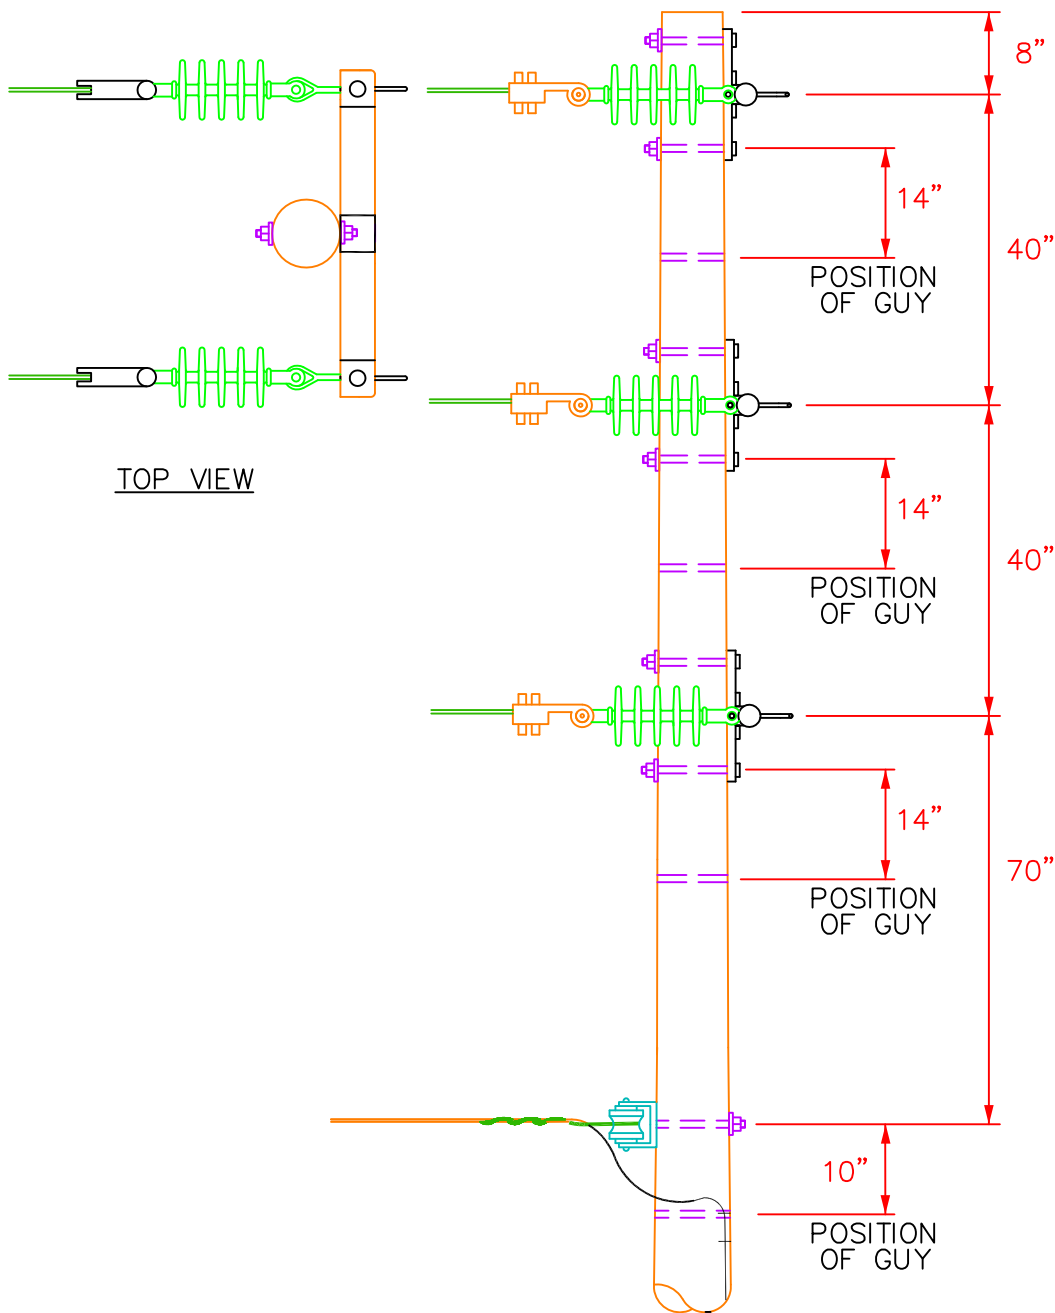 8”
14”
40”
POSITION
OF GUY
TOP VIEW
14”
40”
POSITION
OF GUY
14”
70”
POSITION
OF GUY
10”
POSITION
OF GUY